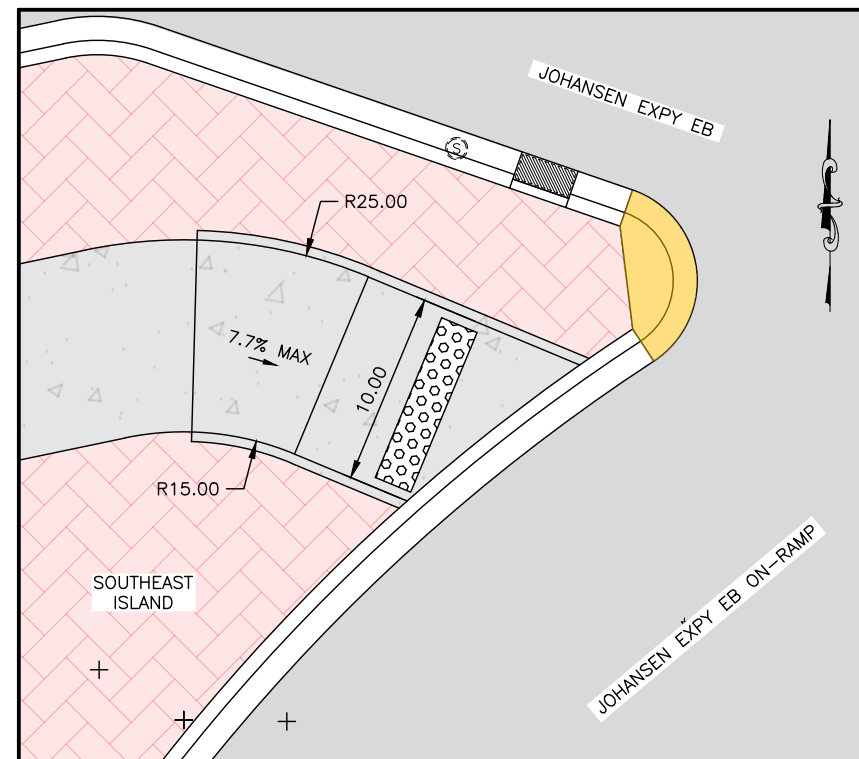 JOHANSEN EXPY EB
S
R25.00
7.7% MAX
10.00
R15.00
SOUTHEAST
ISLAND
JOHANSEN EXPY EB ON-RAMP